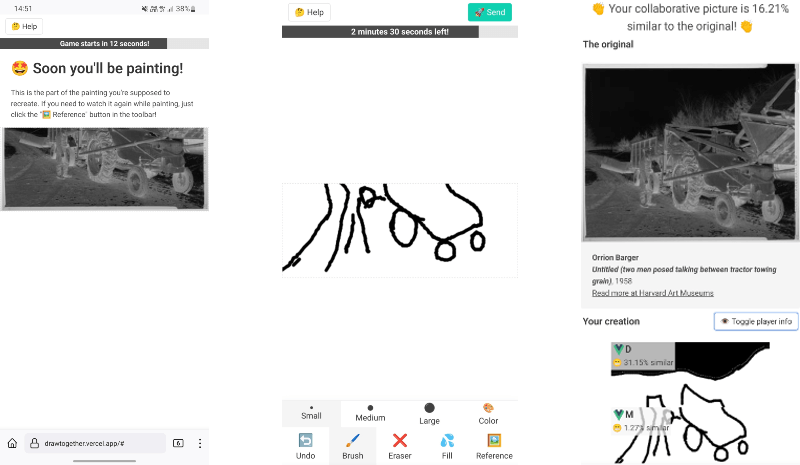 14:51
38%
Help
Game starts in 12 seconds!
Soon you'll be painting!
This is the part of the painting you're supposed to
recreate. If you need to watch it again while painting, just
click the "🖼️ Reference" button in the toolbar!
drawtogether.vercel.app/#
6
Help
Send
2 minutes 30 seconds left!
Small
Medium
Large
Color
Undo
Brush
Eraser
Fill
Reference
👏 Your collaborative picture is 16.21%
similar to the original! 👏
The original
Orrion Barger
Untitled (two men posed talking between tractor towing
grain), 1958
Read more at Harvard Art Museums
Your creation
Toggle player info
D
31.15% similar
M
1.27% similar